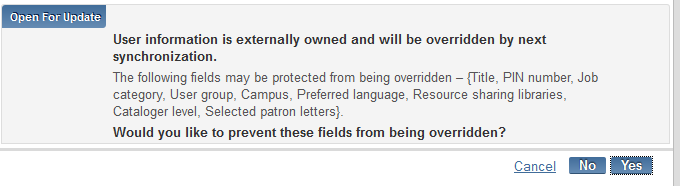 Open For Update
User information is externally owned and will be overridden by next
synchronization.
The following fields may be protected from being overridden – {Title, PIN number, Job
category, User group, Campus, Preferred language, Resource sharing libraries,
Cataloger level, Selected patron letters}.
Would you like to prevent these fields from being overridden?
Cancel No Yes